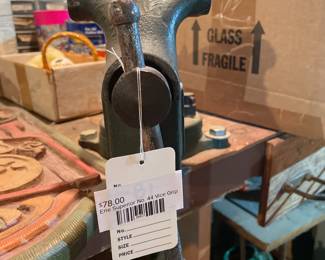 GLASS
FRAGILE
No.
$78.00
Erie Superior No. 44 Vice Grip
No.
STYLE
SIZE
PRICE